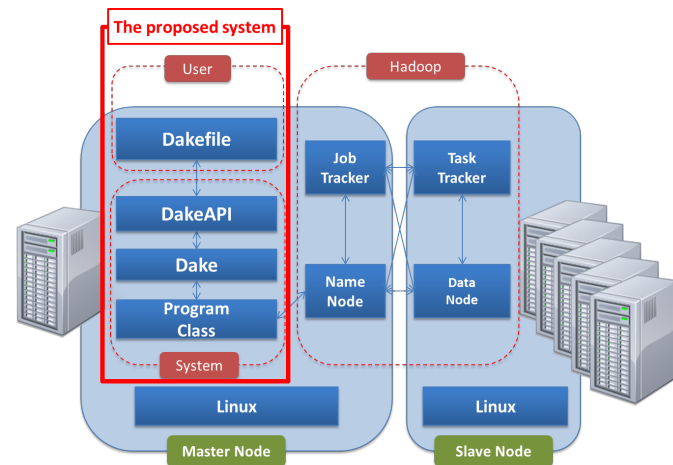 The proposed system
User
Hadoop
Dakefile
Job
Tracker
Task
Tracker
DakeAPI
Dake
Name
Node
Data
Node
Program
Class
System
Linux
Linux
Master Node
Slave Node